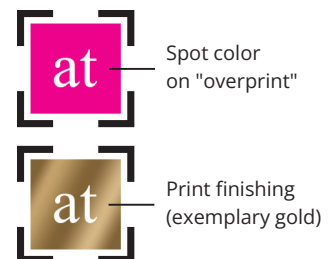 at
Spot color
on "overprint"
at
Print finishing
(exemplary gold)